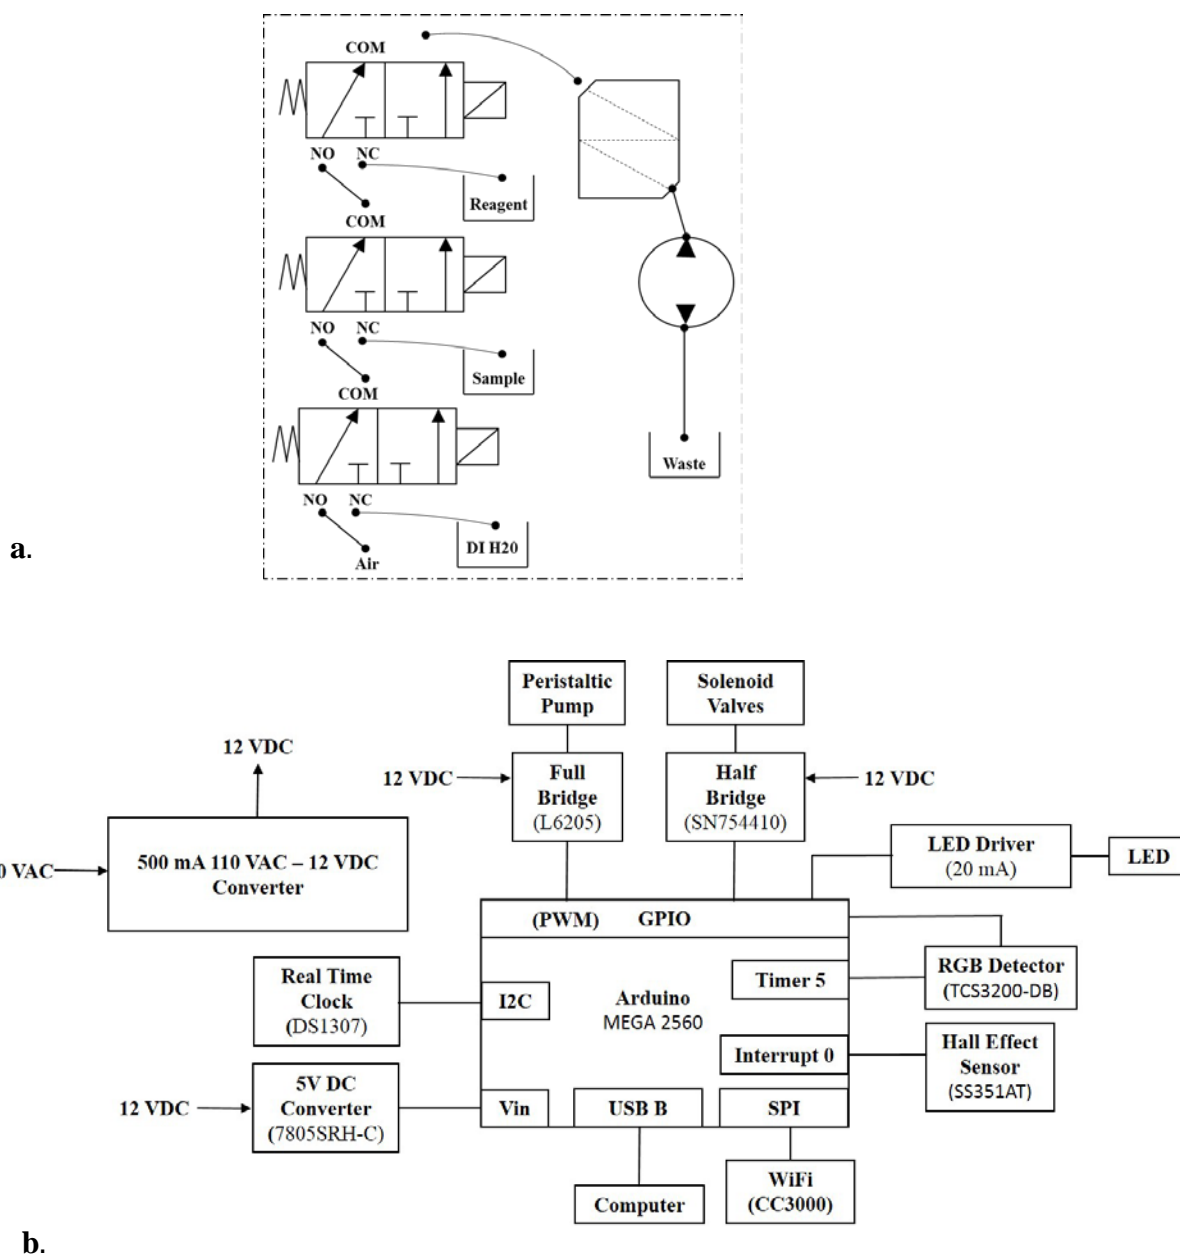 COM
NO NC
Reagent
COM
NO NC
Sample
COM
NO NC
DI H20
Air
Waste
a.
Peristaltic
Pump
Solenoid
Valves
12 VDC
12 VDC
Full
Bridge
(L6205)
Half
Bridge
(SN754410)
12 VDC
0 VAC
500 mA 110 VAC – 12 VDC
Converter
LED Driver
(20 mA)
LED
(PWM) GPIO
Real Time
Clock
(DS1307)
I2C
Arduino
MEGA 2560
Timer 5
RGB Detector
(TCS3200-DB)
Interrupt 0
Hall Effect
Sensor
(SS351AT)
12 VDC
5V DC
Converter
(7805SRH-C)
Vin
USB B
SPI
Computer
WiFi
(CC3000)
b.